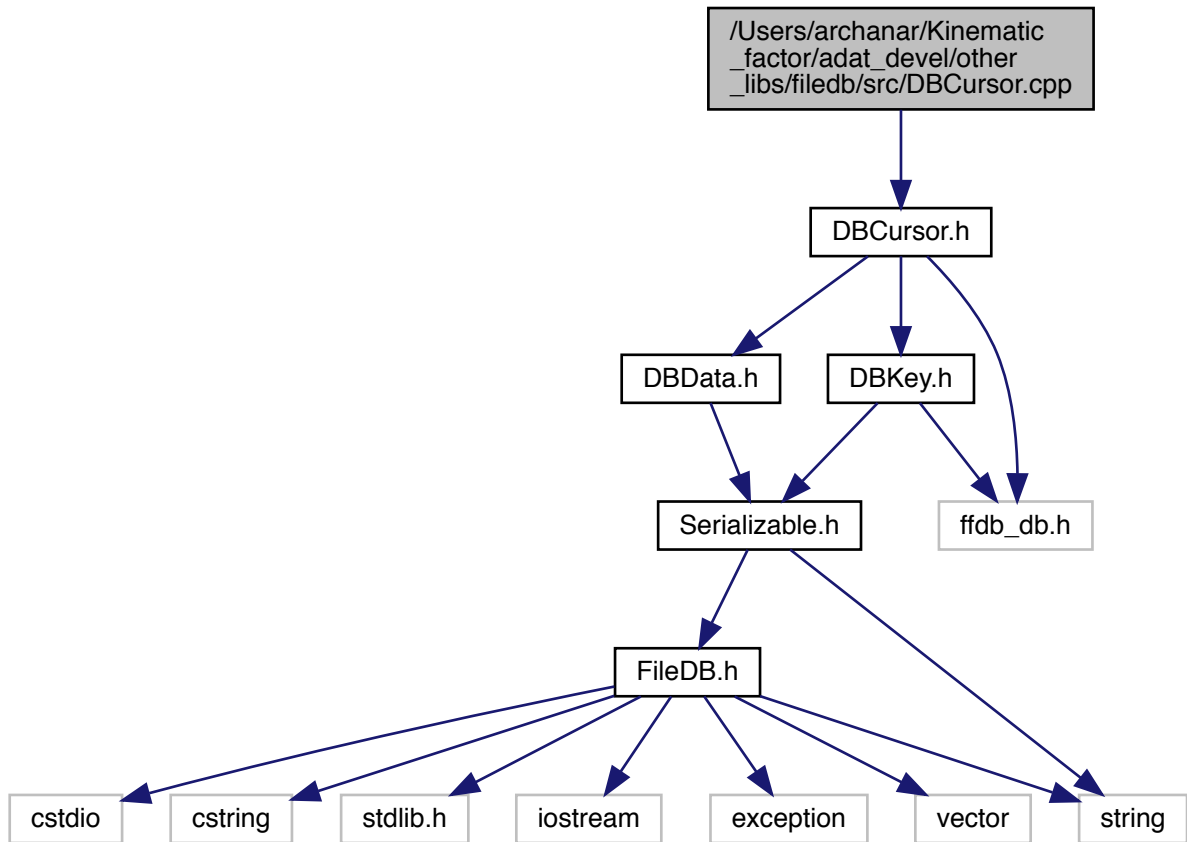 /Users/archanar/Kinematic
_factor/adat_devel/other
_libs/filedb/src/DBCursor.cpp
DBCursor.h
DBData.h
DBKey.h
Serializable.h
ffdb_db.h
FileDB.h
cstdio
cstring
stdlib.h
iostream
exception
vector
string